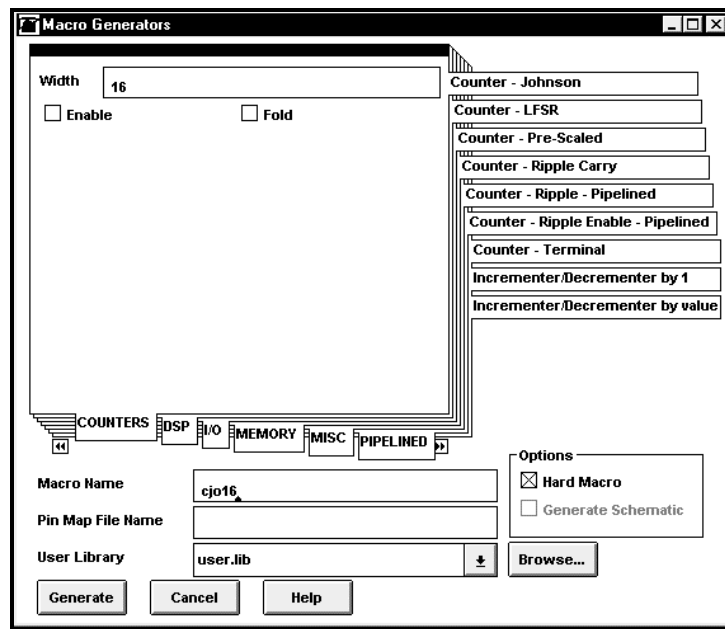 Macro Generators
Width 16
Enable Fold
Counter - Johnson
Counter - LFSR
Counter - Pre-Scaled
Counter - Ripple Carry
Counter - Ripple - Pipelined
Counter - Ripple Enable - Pipelined
Counter - Terminal
Incrementer/Decrementer by 1
Incrementer/Decrementer by value
COUNTERS DSP I/O MEMORY MISC PIPELINED
Options
Hard Macro
Generate Schematic
Macro Name cjo16
Pin Map File Name
User Library user.lib Browse...
Generate Cancel Help